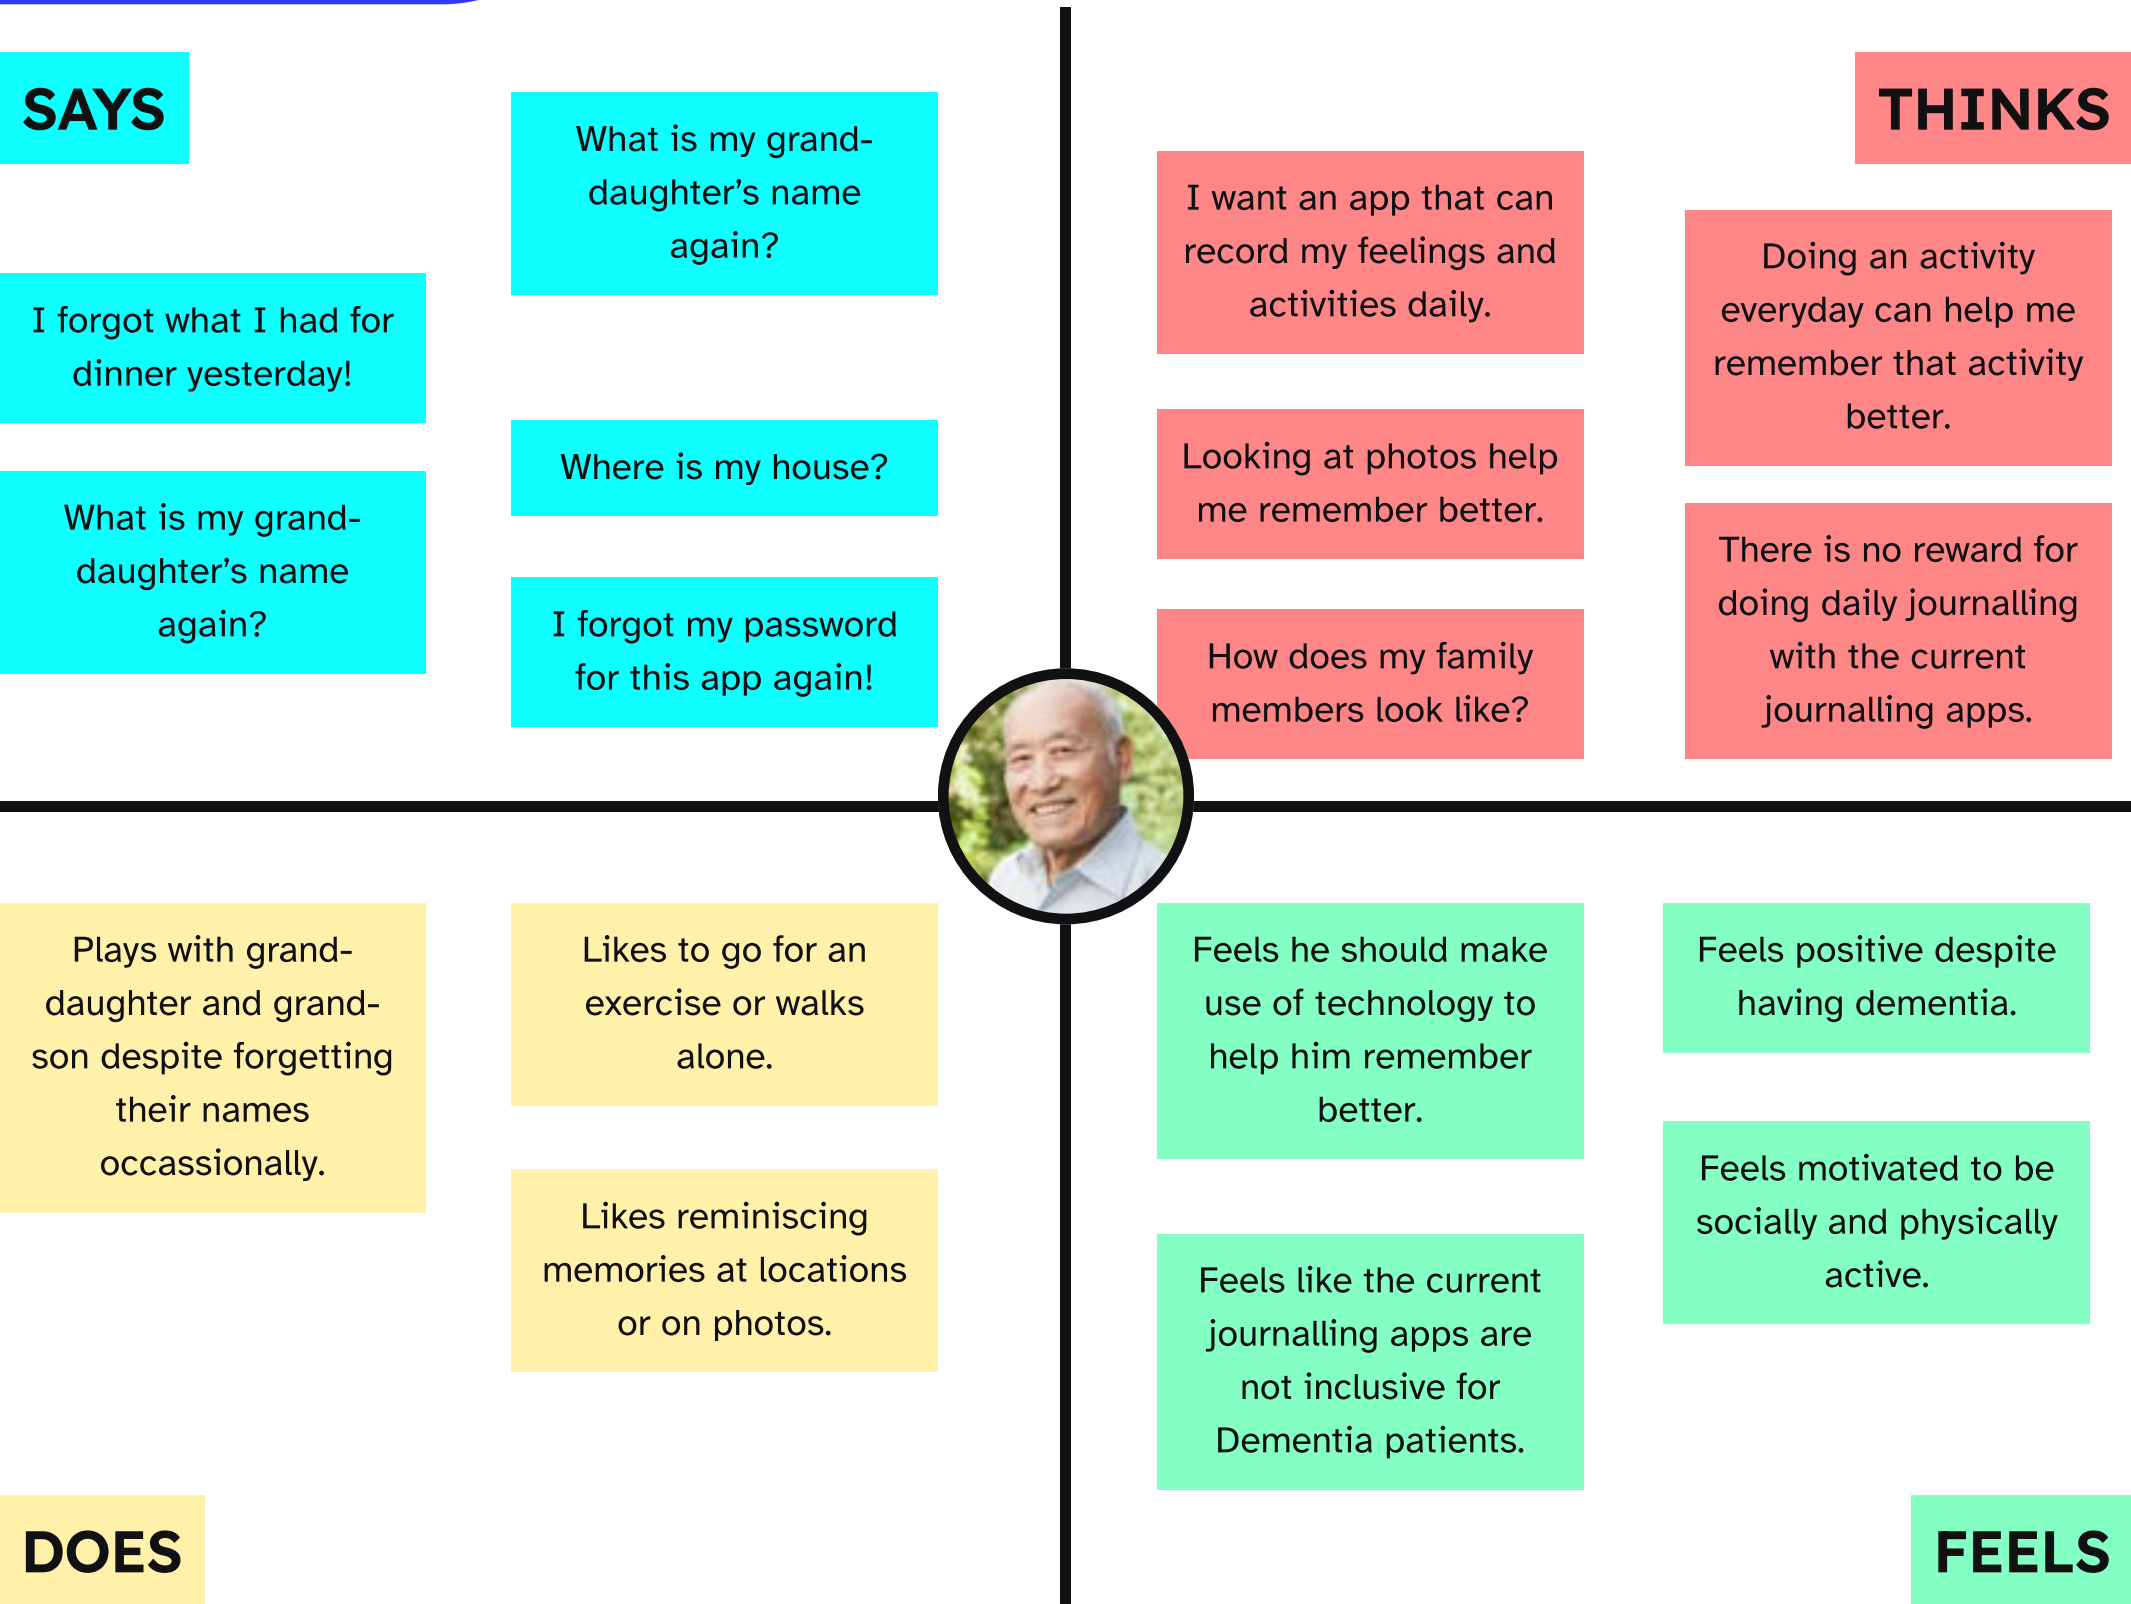 SAYS
What is my grand-
daughter’s name
again?
I forgot what I had for
dinner yesterday!
Where is my house?
What is my grand-
daughter’s name
again?
I forgot my password
for this app again!
THINKS
I want an app that can
record my feelings and
activities daily.
Doing an activity
everyday can help me
remember that activity
better.
Looking at photos help
me remember better.
There is no reward for
doing daily journalling
with the current
journalling apps.
How does my family
members look like?
Plays with grand-
daughter and grand-
son despite forgetting
their names
occassionally.
Likes to go for an
exercise or walks
alone.
Likes reminiscing
memories at locations
or on photos.
DOES
Feels he should make
use of technology to
help him remember
better.
Feels positive despite
having dementia.
Feels motivated to be
socially and physically
active.
Feels like the current
journalling apps are
not inclusive for
Dementia patients.
FEELS